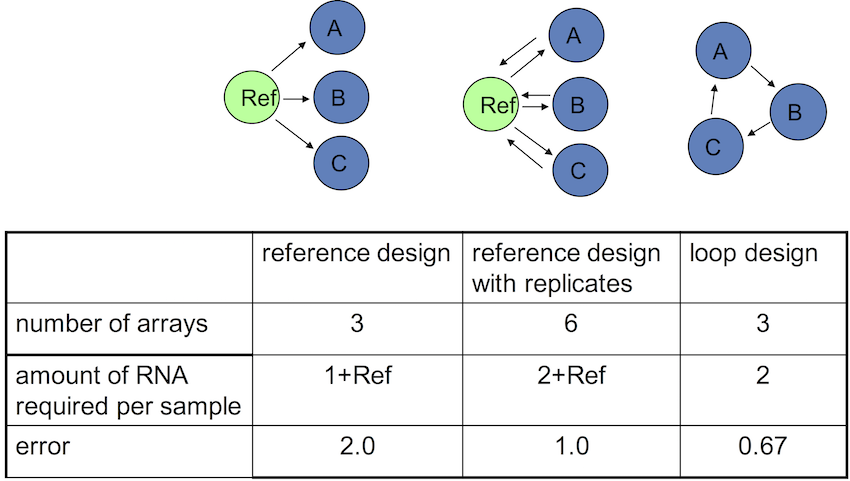 A
Ref
B
C
A
Ref
B
C
A
B
C
reference design
reference design
with replicates
loop design
number of arrays
3
6
3
amount of RNA
required per sample
1+Ref
2+Ref
2
error
2.0
1.0
0.67